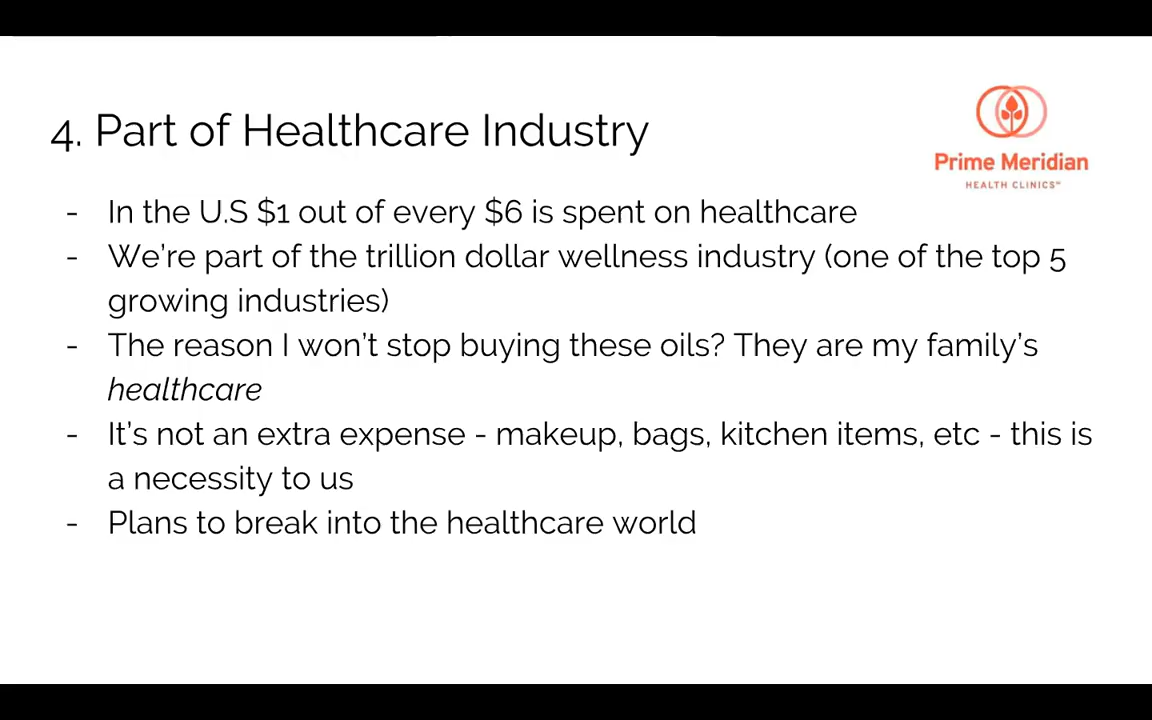 4. Part of Healthcare Industry
Prime Meridian
HEALTH CLINICS℠
- In the U.S $1 out of every $6 is spent on healthcare
- We're part of the trillion dollar wellness industry (one of the top 5
growing industries)
- The reason I won't stop buying these oils? They are my family's
healthcare
- It's not an extra expense - makeup, bags, kitchen items, etc - this is
a necessity to us
- Plans to break into the healthcare world